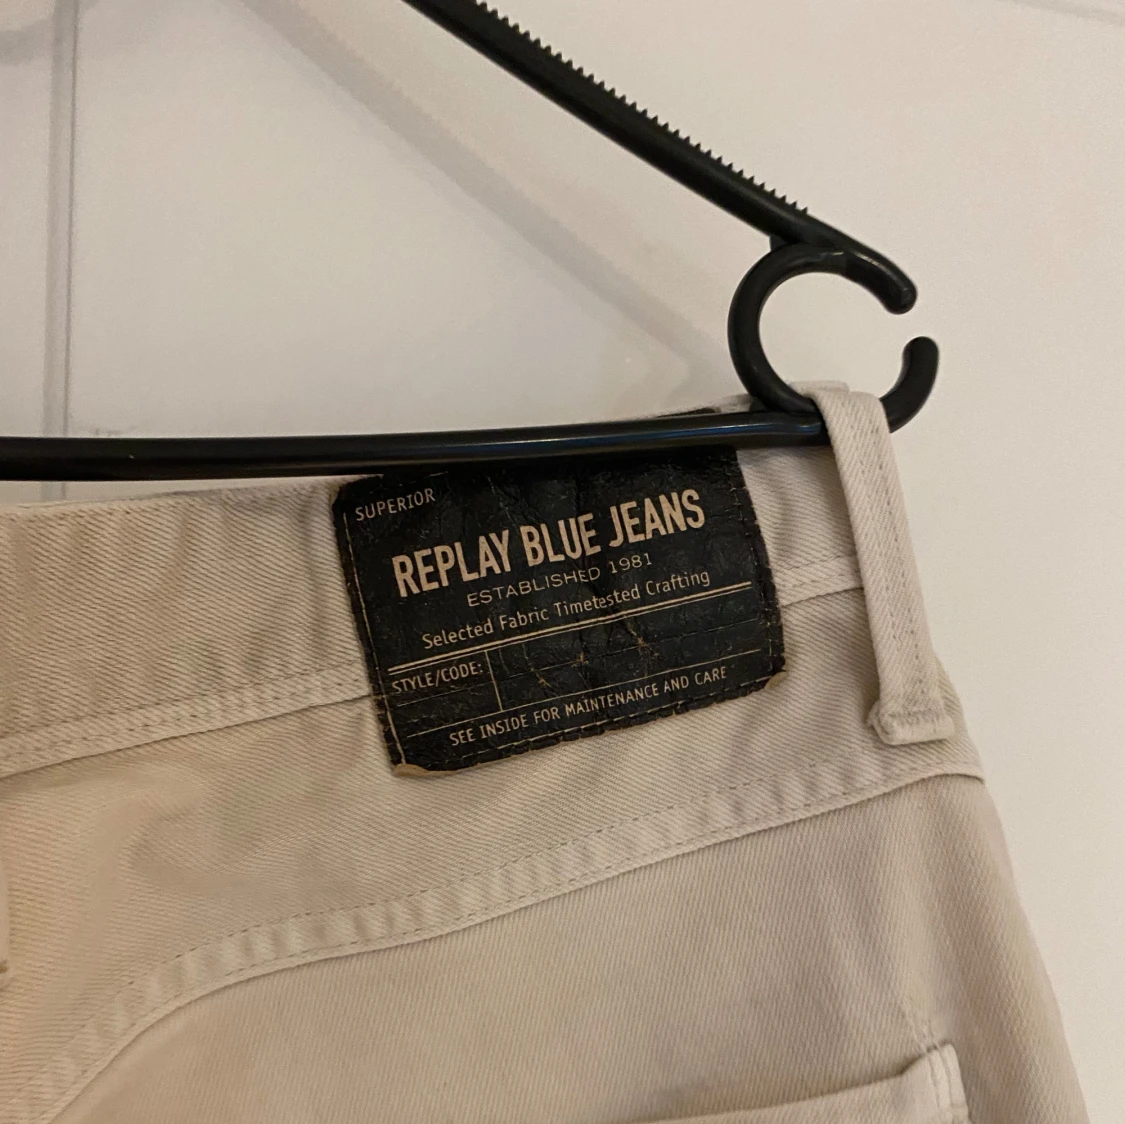 SUPERIOR
REPLAY BLUE JEANS
ESTABLISHED 1981
Selected Fabric Timetested Crafting
STYLE/CODE:
SEE INSIDE FOR MAINTENANCE AND CARE